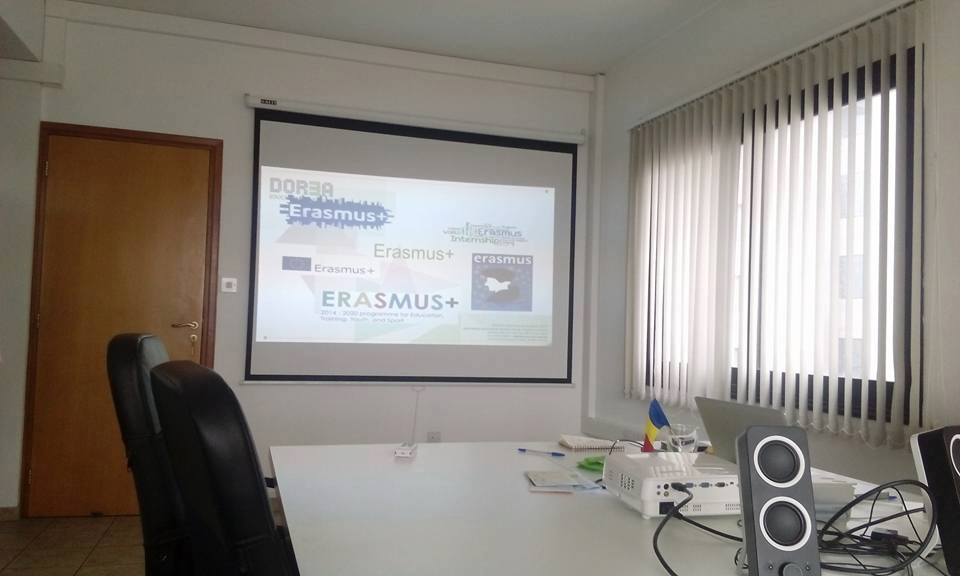 DOREA
Erasmus+
Erasmus
Internship
Erasmus+
erasmus
Erasmus+
ERASMUS+
2014 - 2020 programme for Education,
Training, Youth, and Sport